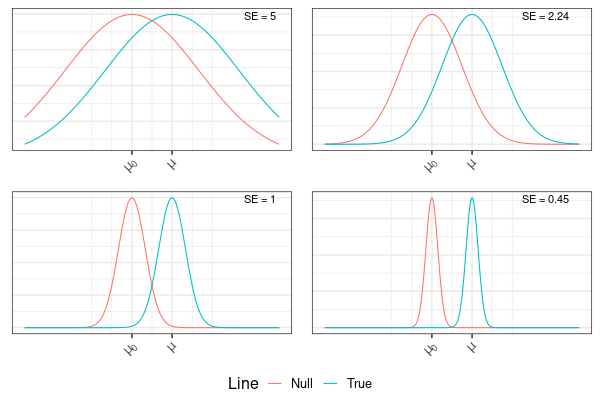 SE = 5
μ₀
μ
SE = 2.24
μ₀
μ
SE = 1
μ₀
μ
SE = 0.45
μ₀
μ
Line Null True